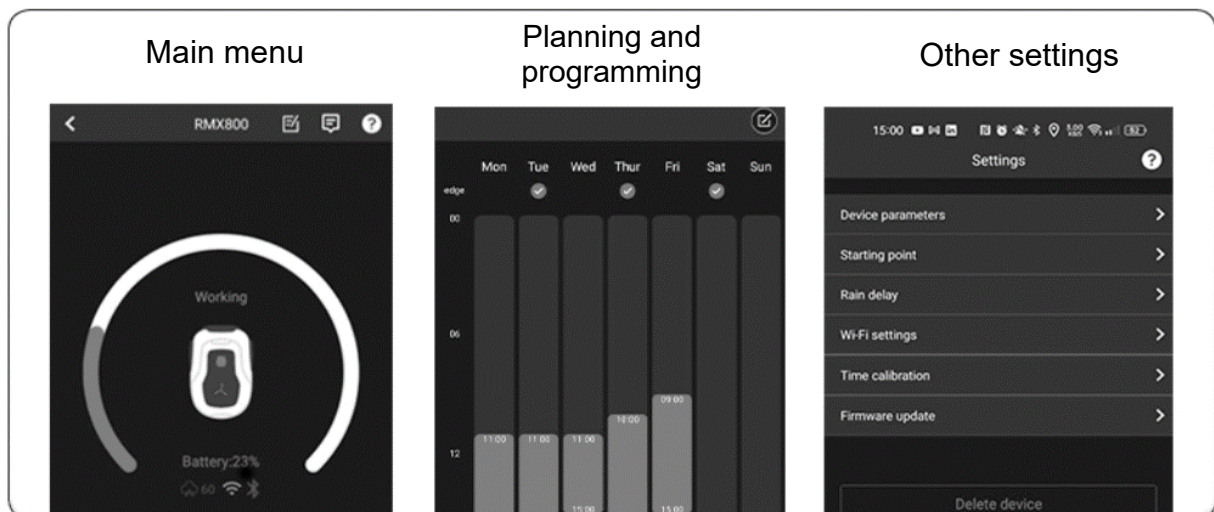 Main menu
RMX800
Working
Battery:23%
60
Planning and
programming
Mon Tue Wed Thur Fri Sat Sun
edge
00
06
09:00
10:00
11:00 11:00 11:00
12
15:00 15:00
Other settings
15:00
52
Settings
Device parameters
Starting point
Rain delay
Wi-Fi settings
Time calibration
Firmware update
Delete device